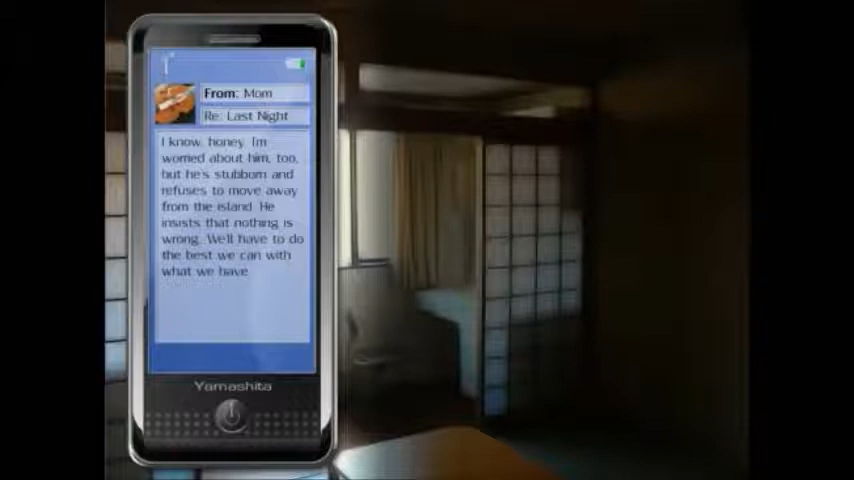 From: Mom
Re: Last Night
I know, honey. I'm
worried about him, too,
but he's stubborn and
refuses to move away
from the island. He
insists that nothing is
wrong. We'll have to do
the best we can with
what we have.
Yamashita